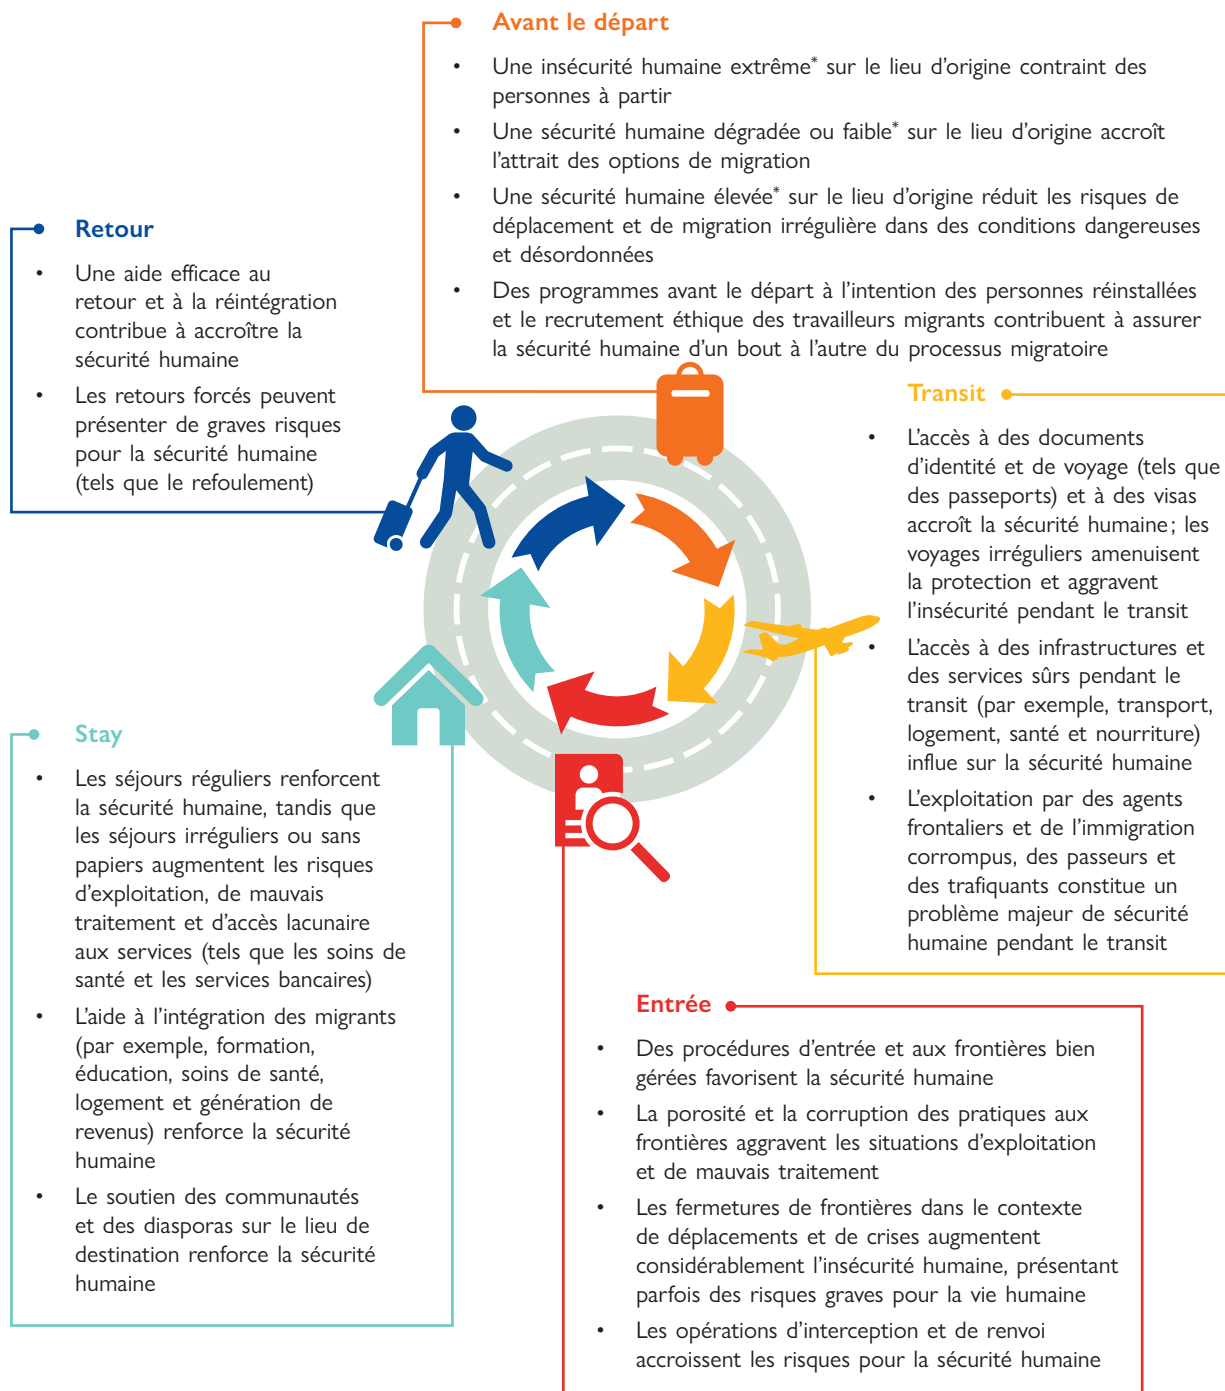 Avant le départ
• Une insécurité humaine extrême* sur le lieu d'origine contraint des
personnes à partir
• Une sécurité humaine dégradée ou faible* sur le lieu d'origine accroît
l'attrait des options de migration
• Une sécurité humaine élevée* sur le lieu d'origine réduit les risques de
déplacement et de migration irrégulière dans des conditions dangereuses
et désordonnées
• Des programmes avant le départ à l'intention des personnes réinstallées
et le recrutement éthique des travailleurs migrants contribuent à assurer
la sécurité humaine d'un bout à l'autre du processus migratoire
Transit
• L'accès à des documents
d'identité et de voyage (tels que
des passeports) et à des visas
accroît la sécurité humaine ; les
voyages irréguliers amenuisent
la protection et aggravent
l'insécurité pendant le transit
• L'accès à des infrastructures et
des services sûrs pendant le
transit (par exemple, transport,
logement, santé et nourriture)
influe sur la sécurité humaine
• L'exploitation par des agents
frontaliers et de l'immigration
corrompus, des passeurs et
des trafiquants constitue un
problème majeur de sécurité
humaine pendant le transit
Entrée
• Des procédures d'entrée et aux frontières bien
gérées favorisent la sécurité humaine
• La porosité et la corruption des pratiques aux
frontières aggravent les situations d'exploitation
et de mauvais traitement
• Les fermetures de frontières dans le contexte
de déplacements et de crises augmentent
considérablement l'insécurité humaine, présentant
parfois des risques graves pour la vie humaine
• Les opérations d'interception et de renvoi
accroissent les risques pour la sécurité humaine
Stay
• Les séjours réguliers renforcent
la sécurité humaine, tandis que
les séjours irréguliers ou sans
papiers augmentent les risques
d'exploitation, de mauvais
traitement et d'accès lacunaire
aux services (tels que les soins de
santé et les services bancaires)
• L'aide à l'intégration des migrants
(par exemple, formation,
éducation, soins de santé,
logement et génération de
revenus) renforce la sécurité
humaine
• Le soutien des communautés
et des diasporas sur le lieu de
destination renforce la sécurité
humaine
Retour
• Une aide efficace au
retour et à la réintégration
contribue à accroître la
sécurité humaine
• Les retours forcés peuvent
présenter de graves risques
pour la sécurité humaine
(tels que le refoulement)